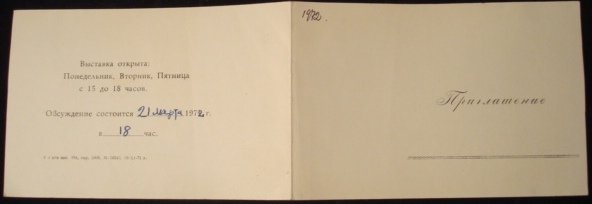 Выставка открыта:
Понедельник, Вторник, Пятница
с 15 до 18 часов.
Обсуждение состоится 21 марта 1972 г.
в 18 час.
1972.
Приглашение